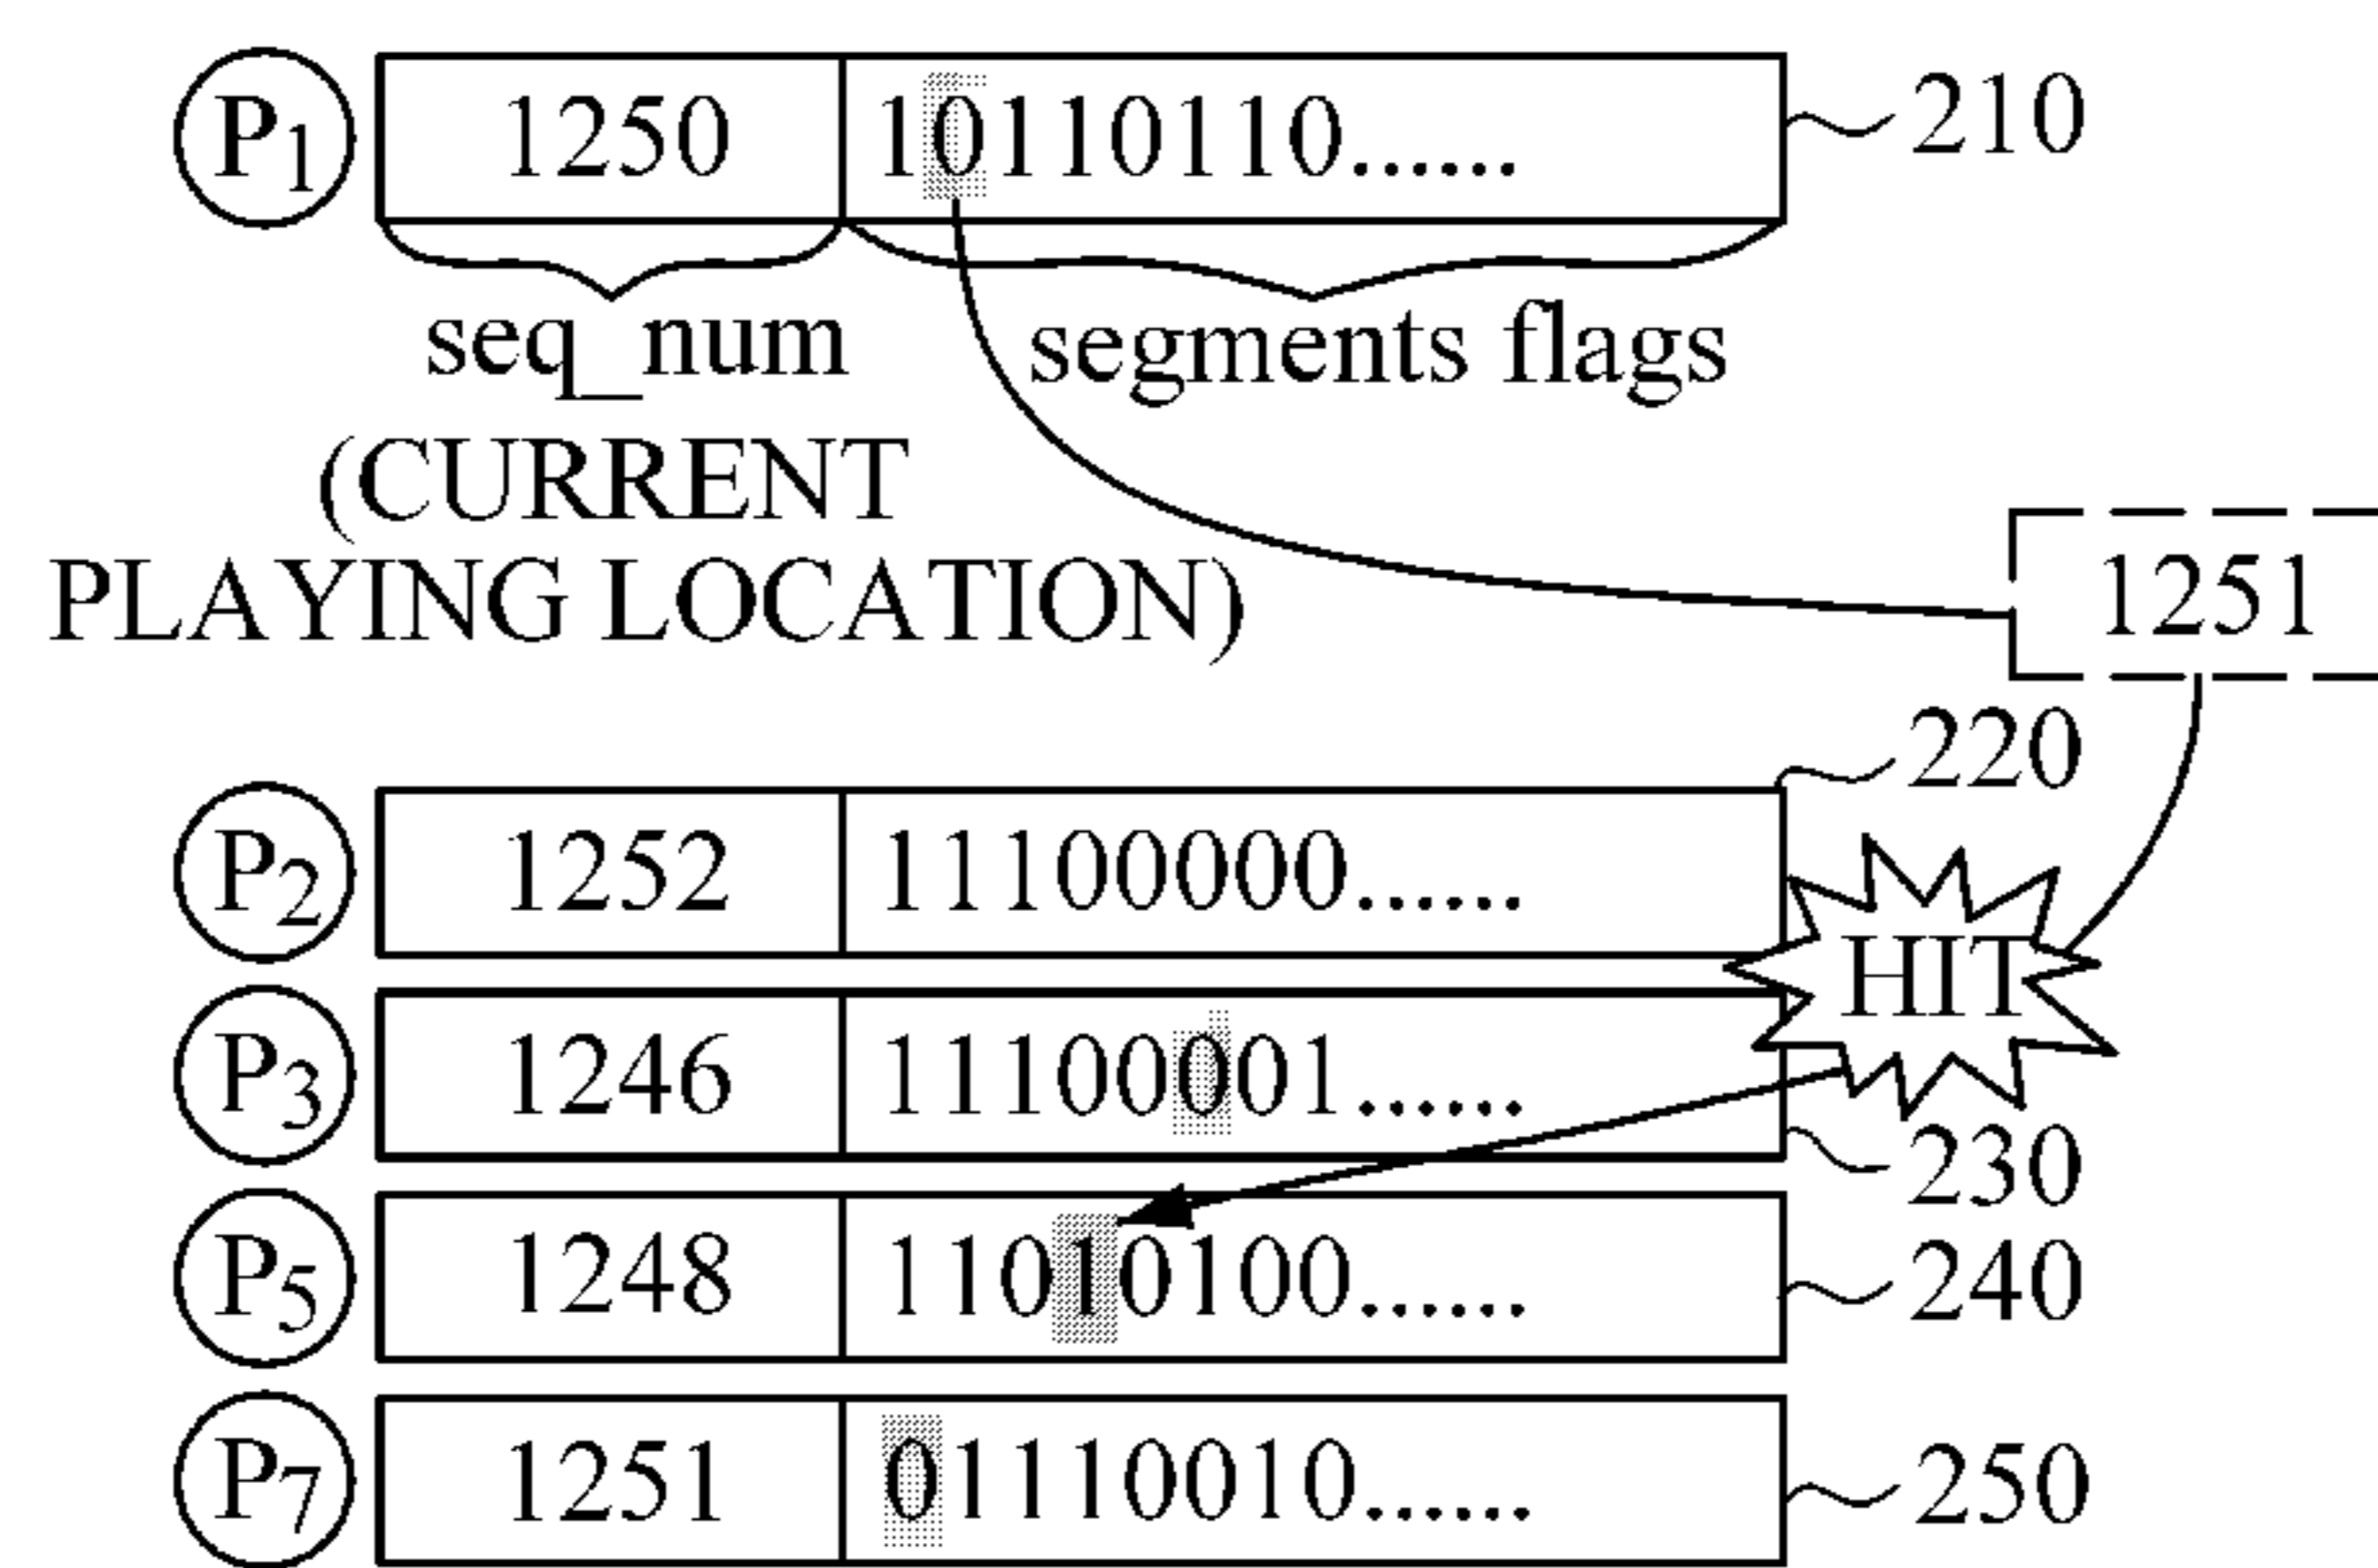 P1 1250 10110110...... 210
seq_num segments flags
(CURRENT
PLAYING LOCATION)
1251
220
P2 1252 11100000......
HIT
P3 1246 11100001......
230
P5 1248 11010100...... 240
P7 1251 01110010...... 250